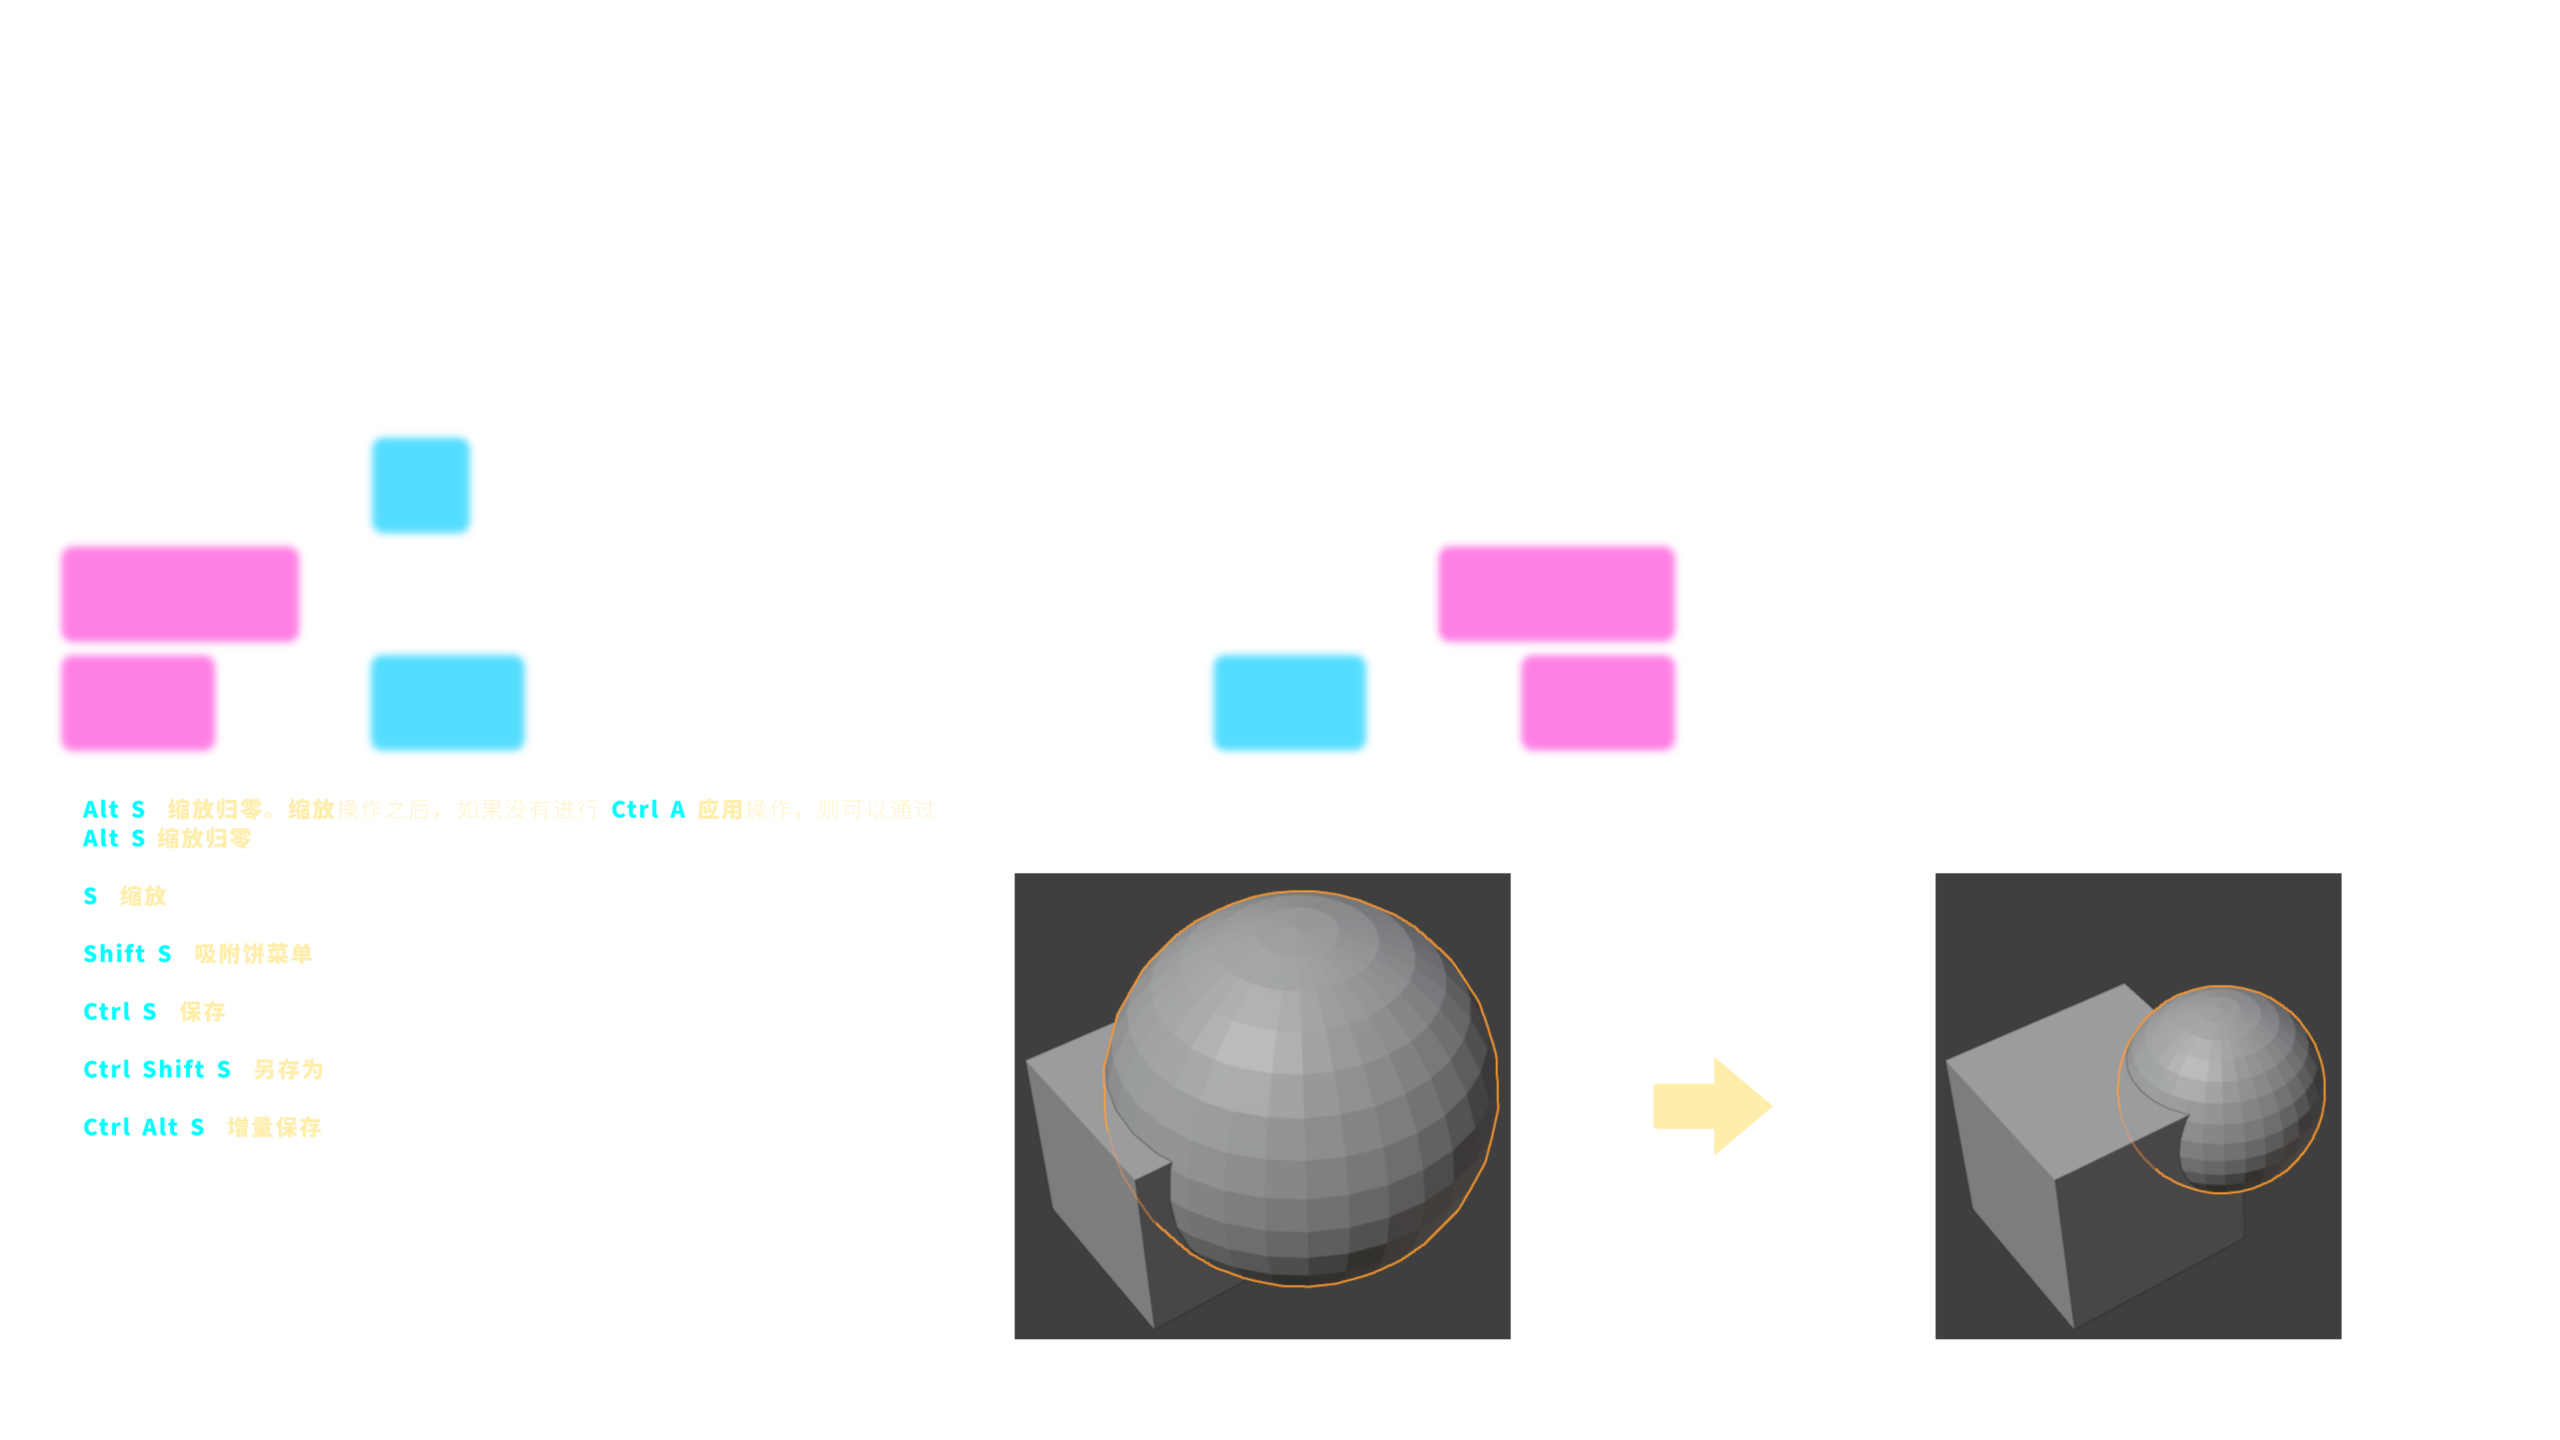 Alt S 缩放归零。缩放操作之后，如果没有进行 Ctrl A 应用操作，则可以通过
Alt S 缩放归零
S 缩放
Shift S 吸附饼菜单
Ctrl S 保存
Ctrl Shift S 另存为
Ctrl Alt S 增量保存